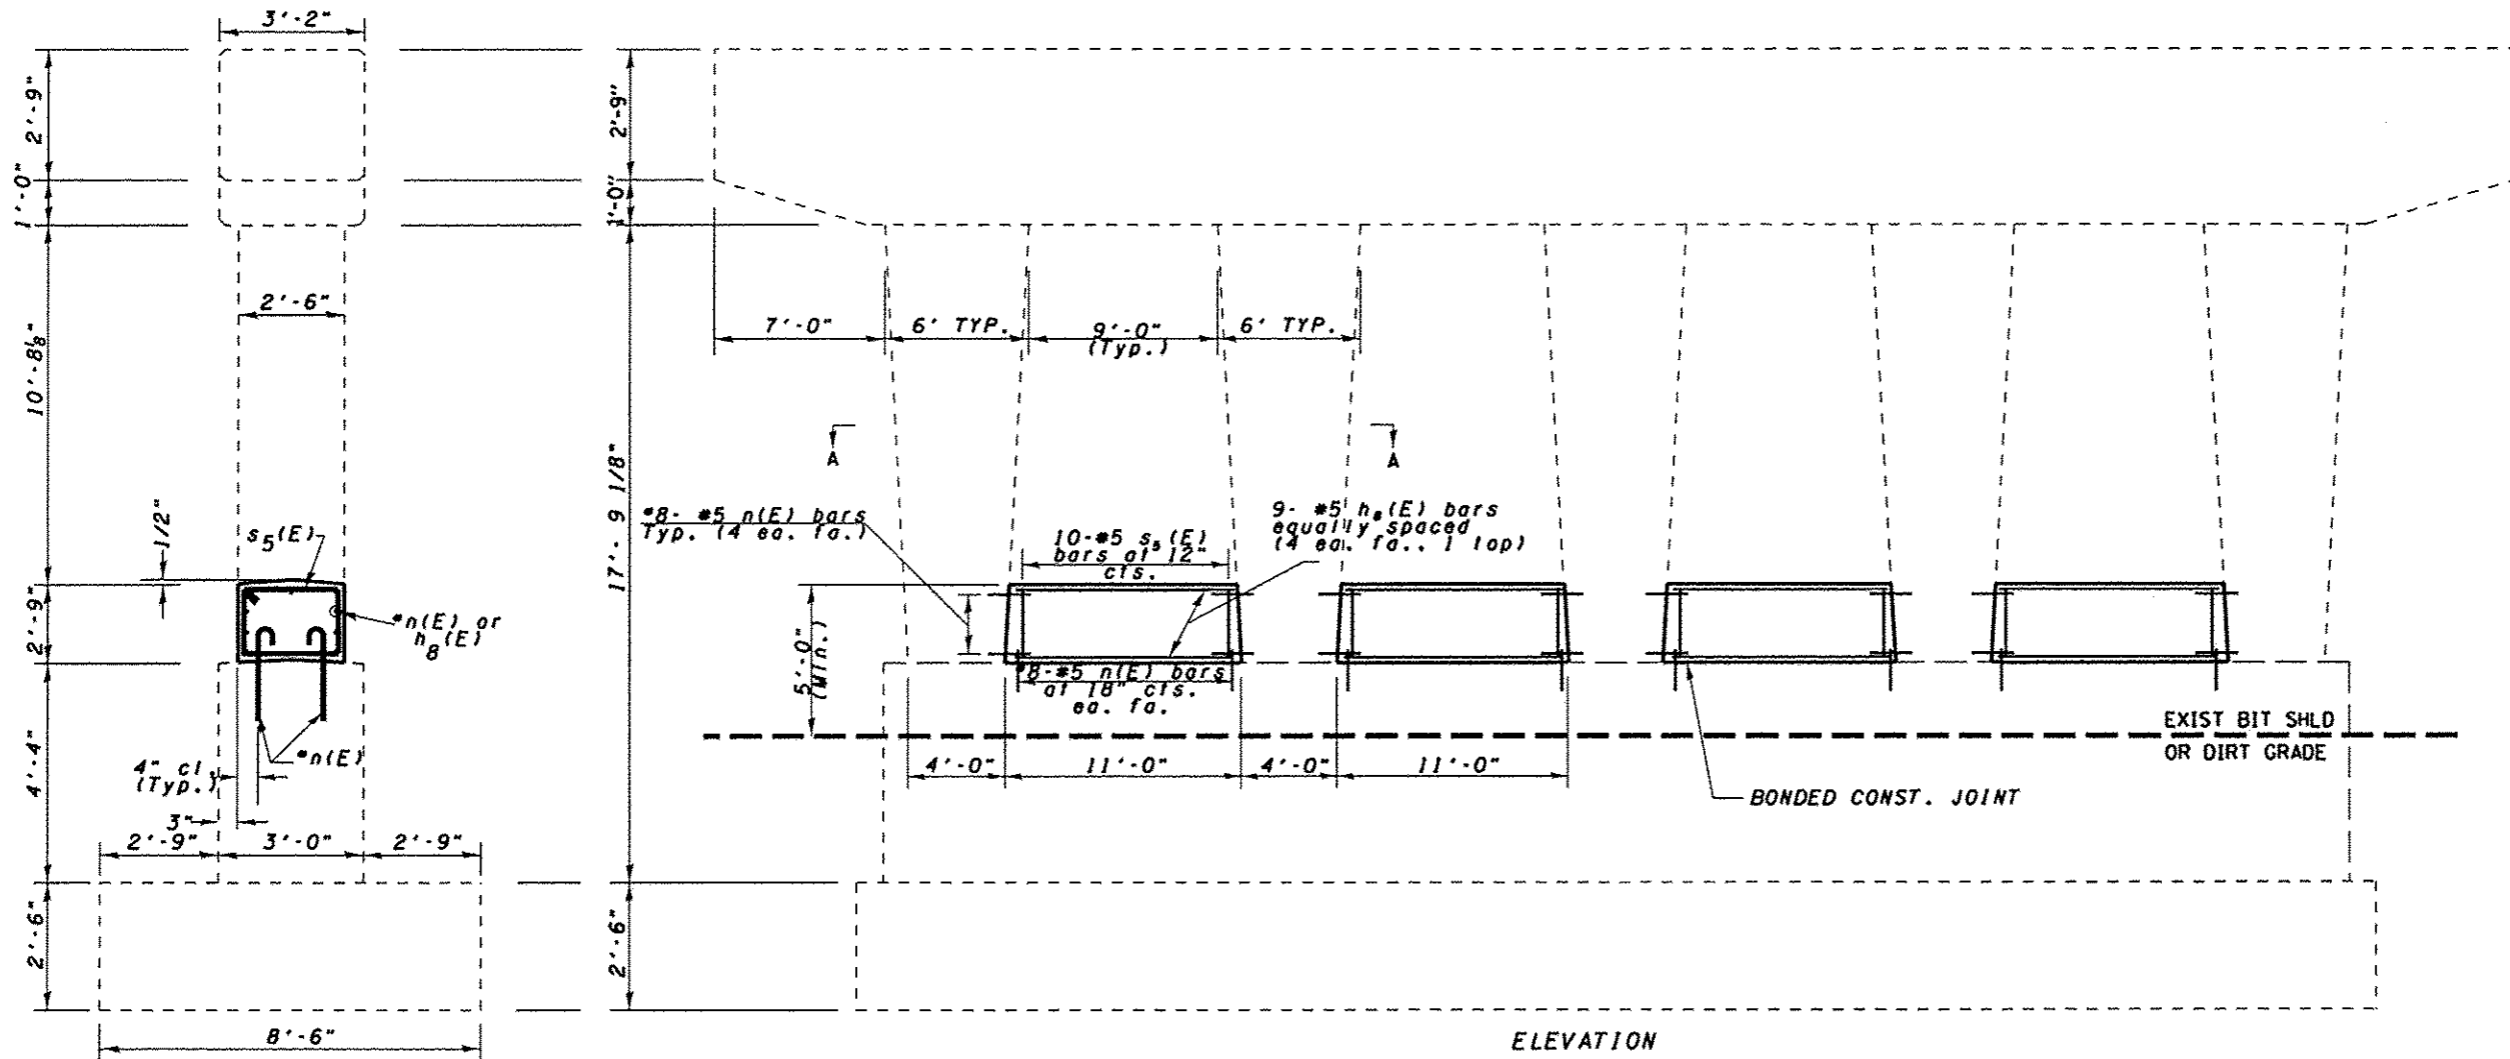 3'-2"
2'-9"
1'-0"
10'-8⅛"
2'-6"
1/2"
s5(E)
2'-9"
*n(E) or
h8(E)
4'-4"
4" cl.
(Typ.)
*n(E)
3"
2'-9"
3'-0"
2'-9"
2'-6"
8'-6"
2'-9"
1'-0"
17'-9 1/8"
2'-6"
7'-0"
6' TYP.
9'-0"
(Typ.)
6' TYP.
A
A
*8- #5 n(E) bars
Typ. (4 ea. fa.)
10-#5 s5(E)
bars at 12"
cts.
9- #5 h8(E) bars
equally spaced
(4 ea. fa., 1 top)
5'-0"
(Min.)
*8-#5 n(E) bars
at 18" cts.
ea. fa.
EXIST BIT SHLD
OR DIRT GRADE
4'-0"
11'-0"
4'-0"
11'-0"
BONDED CONST. JOINT
ELEVATION